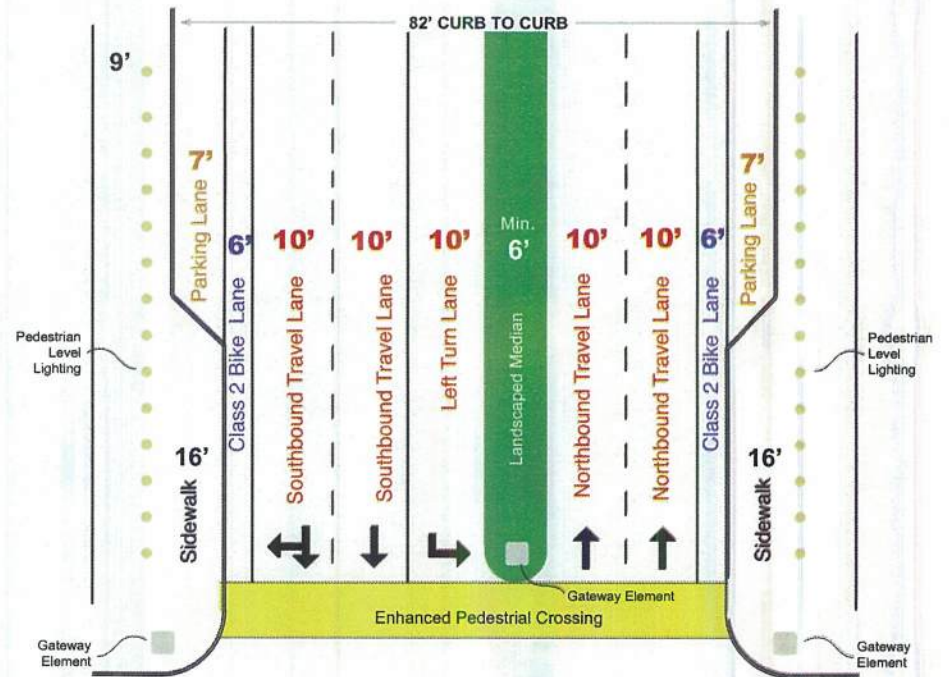 82' CURB TO CURB
9'
Parking Lane 7'
6'
Class 2 Bike Lane
10'
Southbound Travel Lane
10'
Southbound Travel Lane
10'
Left Turn Lane
Min.
6'
Landscaped Median
10'
Northbound Travel Lane
10'
Northbound Travel Lane
6'
Class 2 Bike Lane
Parking Lane 7'
Pedestrian
Level
Lighting
Pedestrian
Level
Lighting
16'
Sidewalk
16'
Sidewalk
Gateway Element
Enhanced Pedestrial Crossing
Gateway
Element
Gateway
Element